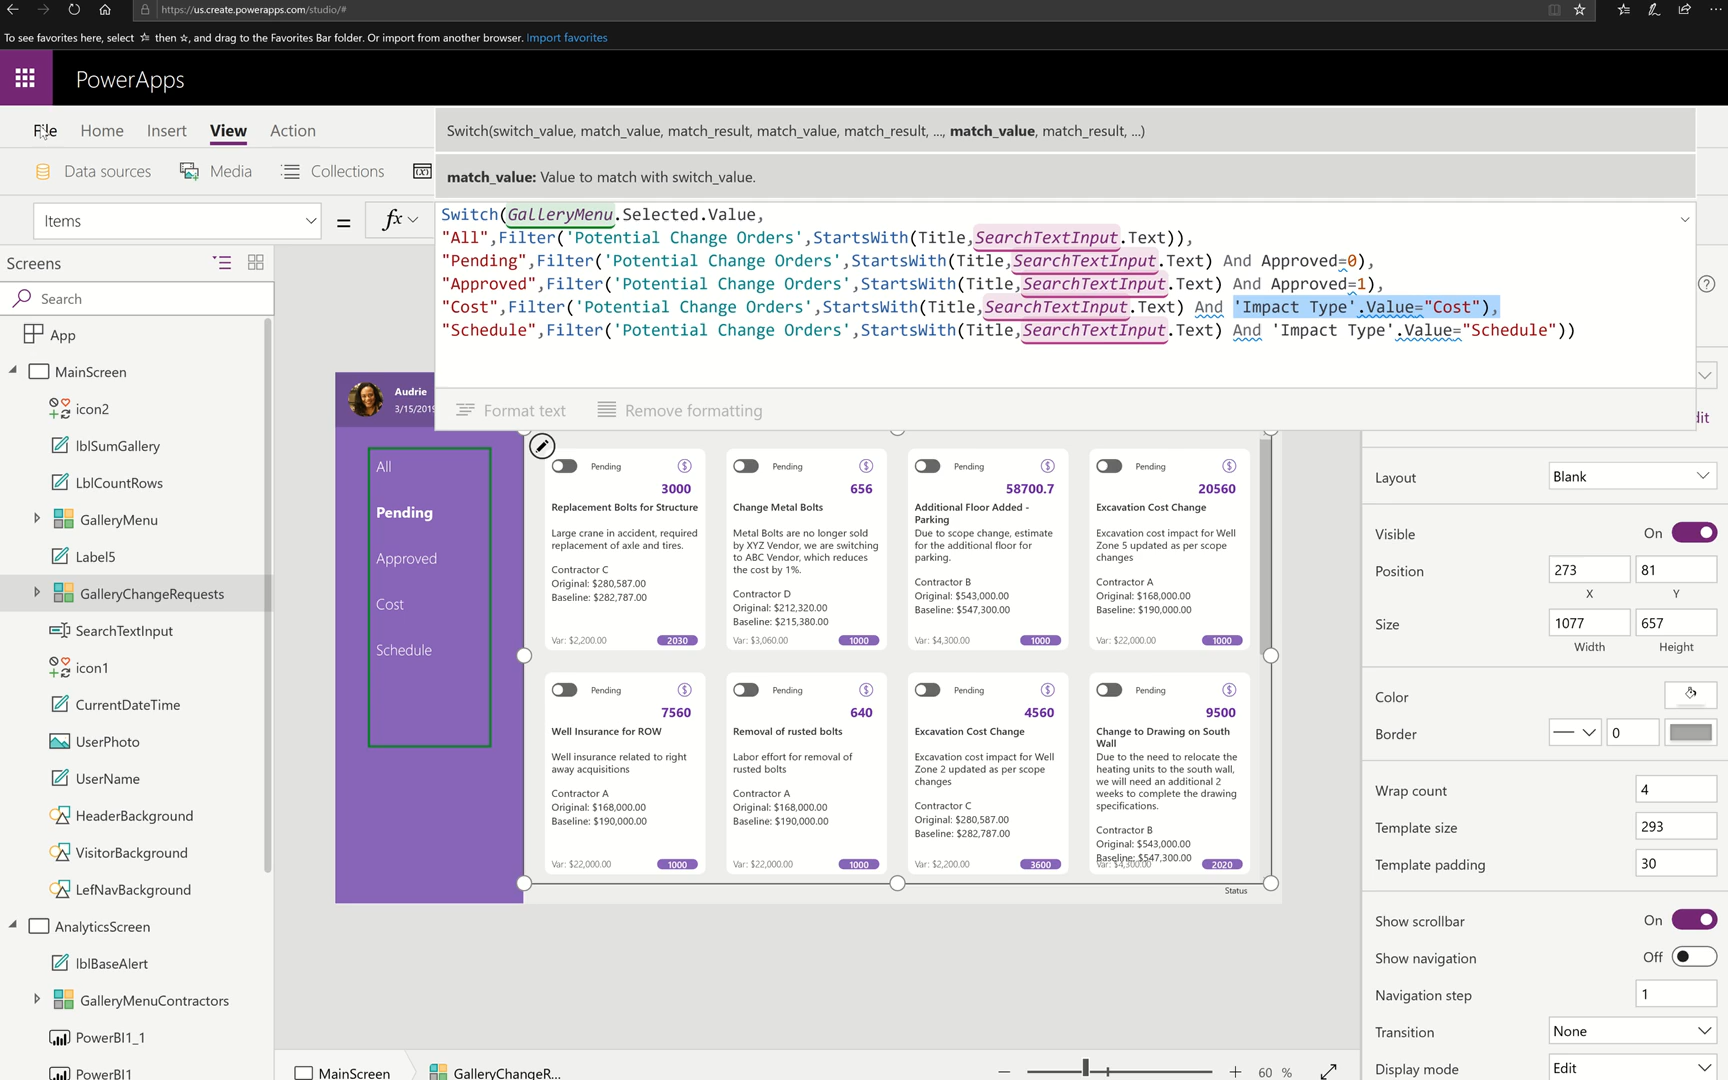 https://us.create.powerapps.com/studio/#
To see favorites here, select then , and drag to the Favorites Bar folder. Or import from another browser. Import favorites
PowerApps
File Home Insert View Action
Switch(switch_value, match_value, match_result, match_value, match_result, ..., match_value, match_result, ...)
Data sources Media Collections
match_value: Value to match with switch_value.
Items = fx
Switch(GalleryMenu.Selected.Value,
"All",Filter('Potential Change Orders',StartsWith(Title,SearchTextInput.Text)),
"Pending",Filter('Potential Change Orders',StartsWith(Title,SearchTextInput.Text) And Approved=0),
"Approved",Filter('Potential Change Orders',StartsWith(Title,SearchTextInput.Text) And Approved=1),
"Cost",Filter('Potential Change Orders',StartsWith(Title,SearchTextInput.Text) And 'Impact Type'.Value="Cost"),
"Schedule",Filter('Potential Change Orders',StartsWith(Title,SearchTextInput.Text) And 'Impact Type'.Value="Schedule"))
Format text Remove formatting
Screens
Search
App
MainScreen
icon2
lblSumGallery
LblCountRows
GalleryMenu
Label5
GalleryChangeRequests
SearchTextInput
icon1
CurrentDateTime
UserPhoto
UserName
HeaderBackground
VisitorBackground
LefNavBackground
AnalyticsScreen
lblBaseAlert
GalleryMenuContractors
PowerBI1_1
PowerBI1
Audrie
3/15/2019
All
Pending
Approved
Cost
Schedule
Pending $
3000
Replacement Bolts for Structure
Large crane in accident, required
replacement of axle and tires.
Contractor C
Original: $280,587.00
Baseline: $282,787.00
Var: $2,200.00 2030
Pending $
656
Change Metal Bolts
Metal Bolts are no longer sold
by XYZ Vendor, we are switching
to ABC Vendor, which reduces
the cost by 1%.
Contractor D
Original: $212,320.00
Baseline: $215,380.00
Var: $3,060.00 1000
Pending $
58700.7
Additional Floor Added -
Parking
Due to scope change, estimate
for the additional floor for
parking.
Contractor B
Original: $543,000.00
Baseline: $547,300.00
Var: $4,300.00 1000
Pending $
20560
Excavation Cost Change
Excavation cost impact for Well
Zone 5 updated as per scope
changes
Contractor A
Original: $168,000.00
Baseline: $190,000.00
Var: $22,000.00 1000
Pending $
7560
Well Insurance for ROW
Well insurance related to right
away acquisitions
Contractor A
Original: $168,000.00
Baseline: $190,000.00
Var: $22,000.00 1000
Pending $
640
Removal of rusted bolts
Labor effort for removal of
rusted bolts
Contractor A
Original: $168,000.00
Baseline: $190,000.00
Var: $22,000.00 1000
Pending $
4560
Excavation Cost Change
Excavation cost impact for Well
Zone 2 updated as per scope
changes
Contractor C
Original: $280,587.00
Baseline: $282,787.00
Var: $2,200.00 3600
Pending $
9500
Change to Drawing on South
Wall
Due to the need to relocate the
heating units to the south wall,
we will need an additional 2
weeks to complete the drawing
specifications.
Contractor B
Original: $543,000.00
Baseline: $547,300.00
Var: $4,300.00 2020
Status
MainScreen GalleryChangeR...
60 %
dit
Layout Blank
Visible On
Position 273 81
X Y
Size 1077 657
Width Height
Color
Border 0
Wrap count 4
Template size 293
Template padding 30
Show scrollbar On
Show navigation Off
Navigation step 1
Transition None
Display mode Edit